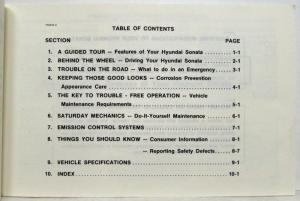 TABLE OF CONTENTS
SECTION PAGE
1. A GUIDED TOUR -- Features of Your Hyundai Sonata 1-1
2. BEHIND THE WHEEL -- Driving Your Hyundai Sonata 2-1
3. TROUBLE ON THE ROAD -- What to do in an Emergency 3-1
4. KEEPING THOSE GOOD LOOKS -- Corrosion Prevention
Appearance Care 4-1
5. THE KEY TO TROUBLE - FREE OPERATION -- Vehicle
Maintenance Requirements 5-1
6. SATURDAY MECHANICS -- Do-It-Yourself Maintenance 6-1
7. EMISSION CONTROL SYSTEMS 7-1
8. THINGS YOU SHOULD KNOW -- Consumer Information 8-1
-- Reporting Safety Defects 8-7
9. VEHICLE SPECIFICATIONS 9-1
10. INDEX 10-1